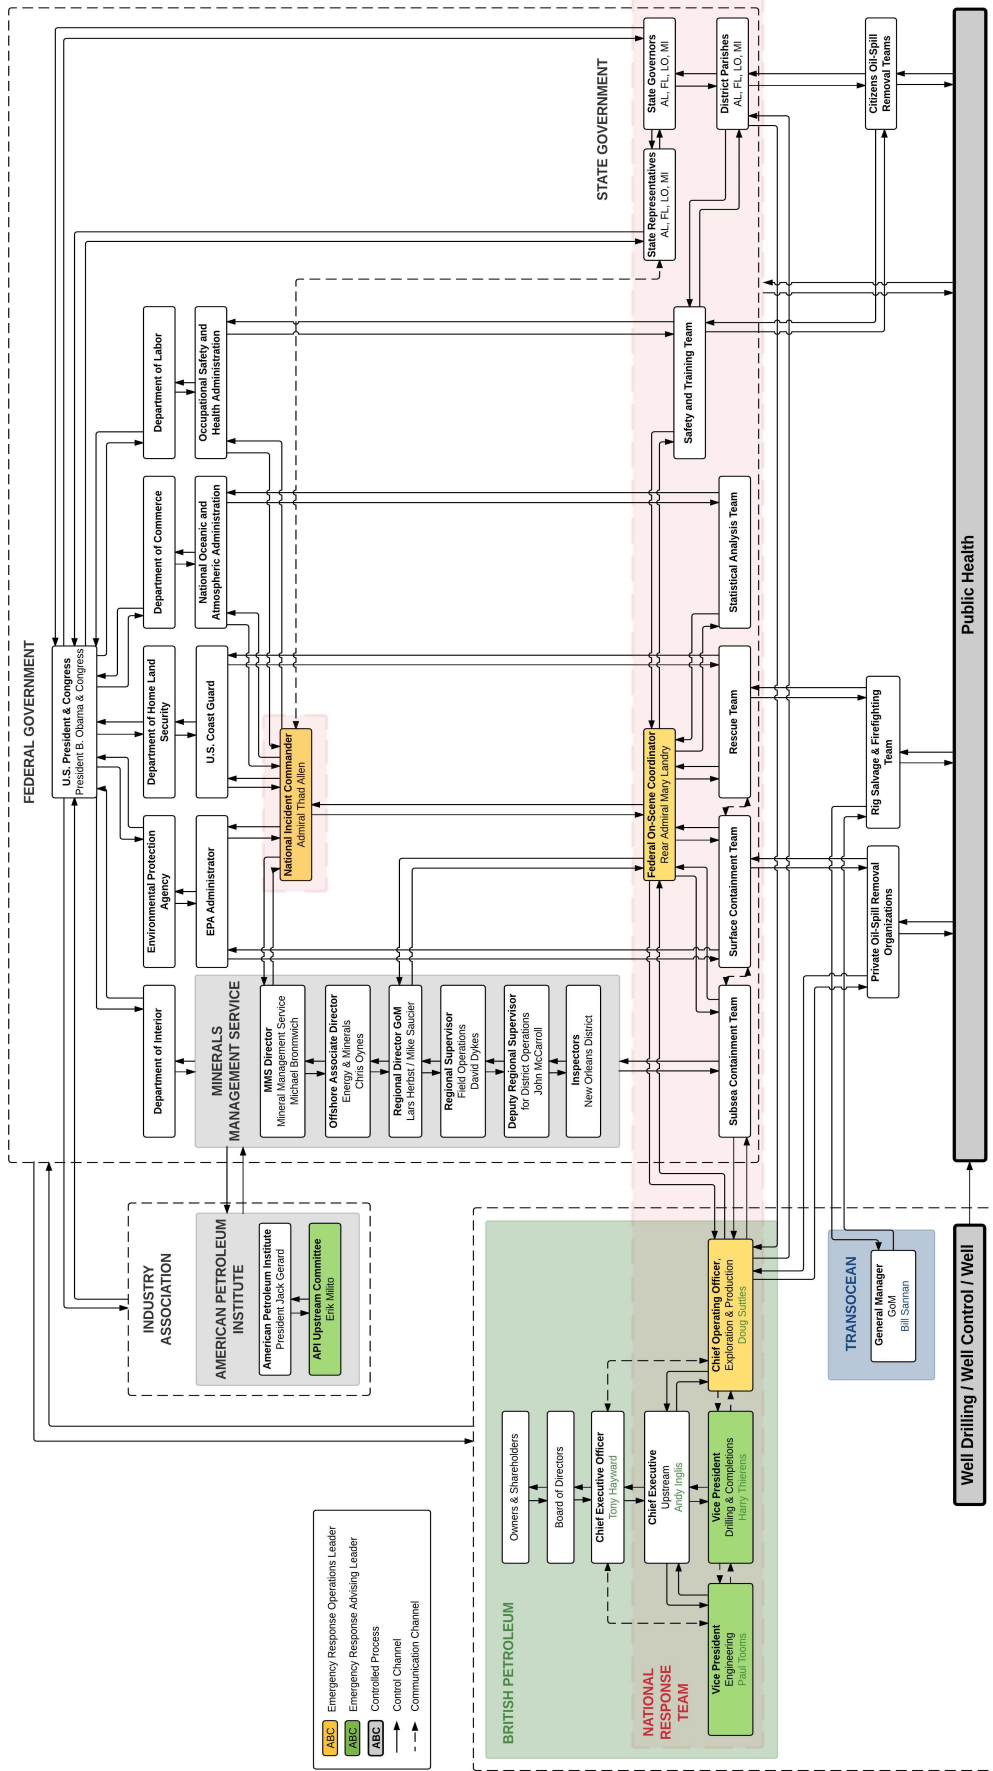 FEDERAL GOVERNMENT
U.S. President & Congress
President B. Obama & Congress
Department of Interior
Environmental Protection
Agency
Department of Home Land
Security
Department of Commerce
Department of Labor
EPA Administrator
U.S. Coast Guard
National Oceanic and
Atmospheric Administration
Occupational Safety and
Health Administration
National Incident Commander
Admiral Thad Allen
MINERALS
MANAGEMENT SERVICE
MMS Director
Mineral Management Service
Michael Bronmwich
Offshore Associate Director
Energy & Minerals
Chris Oynes
Regional Director GoM
Lars Herbst / Mike Saucier
Regional Supervisor
Field Operations
David Dykes
Deputy Regional Supervisor
for District Operations
John McCarroll
Inspectors
New Orleans District
STATE GOVERNMENT
State Representatives
AL, FL, LO, MI
State Governors
AL, FL, LO, MI
District Parishes
AL, FL, LO, MI
Federal On-Scene Coordinator
Rear Admiral Mary Landry
Safety and Training Team
Subsea Containment Team
Surface Containment Team
Rescue Team
Statistical Analysis Team
Private Oil-Spill Removal
Organizations
Rig Salvage & Firefighting
Team
Citizens Oil-Spill
Removal Teams
INDUSTRY
ASSOCIATION
AMERICAN PETROLEUM
INSTITUTE
American Petroleum Institute
President Jack Gerard
API Upstream Committee
Erik Milito
ABC
Emergency Response Operations Leader
ABC
Emergency Response Advising Leader
ABC
Controlled Process
Control Channel
Communication Channel
BRITISH PETROLEUM
Owners & Shareholders
Board of Directors
Chief Executive Officer
Tony Hayward
Chief Executive
Upstream
Andy Inglis
NATIONAL
RESPONSE
TEAM
Vice President
Engineering
Paul Tooms
Vice President
Drilling & Completions
Harry Thierens
Chief Operating Officer,
Exploration & Production
Doug Suttles
TRANSOCEAN
General Manager
GoM
Bill Sannan
Well Drilling / Well Control / Well
Public Health